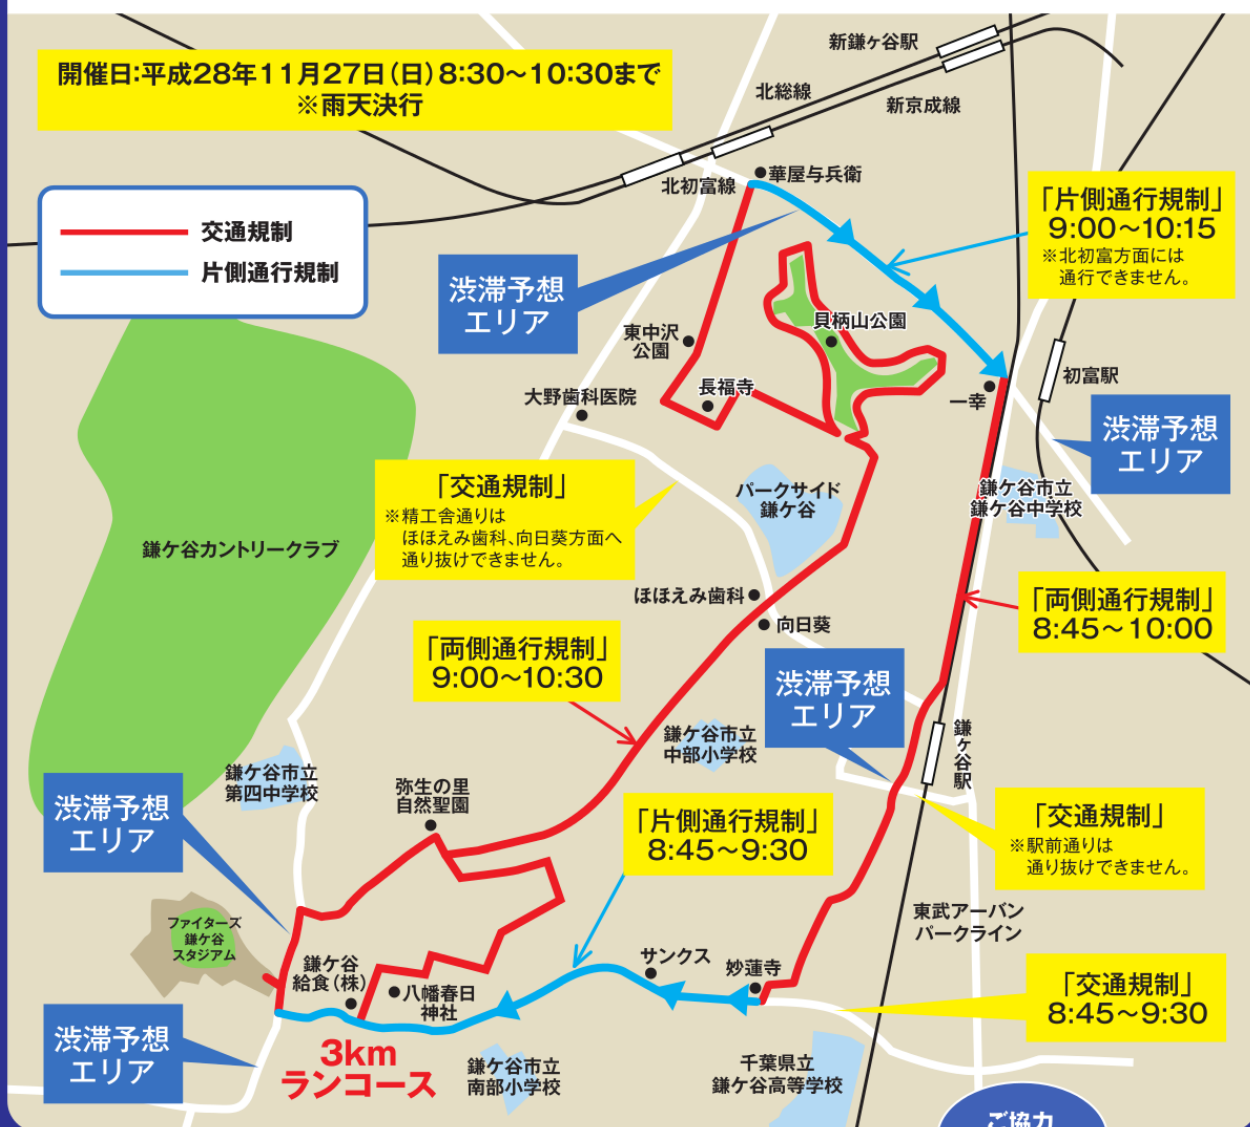 開催日:平成28年11月27日(日)8:30〜10:30まで
※雨天決行
新鎌ヶ谷駅
北総線
新京成線
北初富線
華屋与兵衛
交通規制
片側通行規制
「片側通行規制」
9:00〜10:15
※北初富方面には
通行できません。
渋滞予想
エリア
東中沢
公園
貝柄山公園
長福寺
大野歯科医院
一幸
初富駅
渋滞予想
エリア
「交通規制」
※精工舎通りは
ほほえみ歯科、向日葵方面へ
通り抜けできません。
パークサイド
鎌ケ谷
鎌ケ谷市立
鎌ケ谷中学校
鎌ケ谷カントリークラブ
ほほえみ歯科
向日葵
「両側通行規制」
8:45〜10:00
「両側通行規制」
9:00〜10:30
渋滞予想
エリア
鎌ケ谷市立
中部小学校
鎌ヶ谷駅
鎌ケ谷市立
第四中学校
弥生の里
自然聖園
渋滞予想
エリア
「片側通行規制」
8:45〜9:30
「交通規制」
※駅前通りは
通り抜けできません。
ファイターズ
鎌ケ谷
スタジアム
東武アーバン
パークライン
鎌ケ谷
給食(株)
八幡春日
神社
サンクス
妙蓮寺
「交通規制」
8:45〜9:30
渋滞予想
エリア
3km
ランコース
鎌ケ谷市立
南部小学校
千葉県立
鎌ケ谷高等学校
ご協力